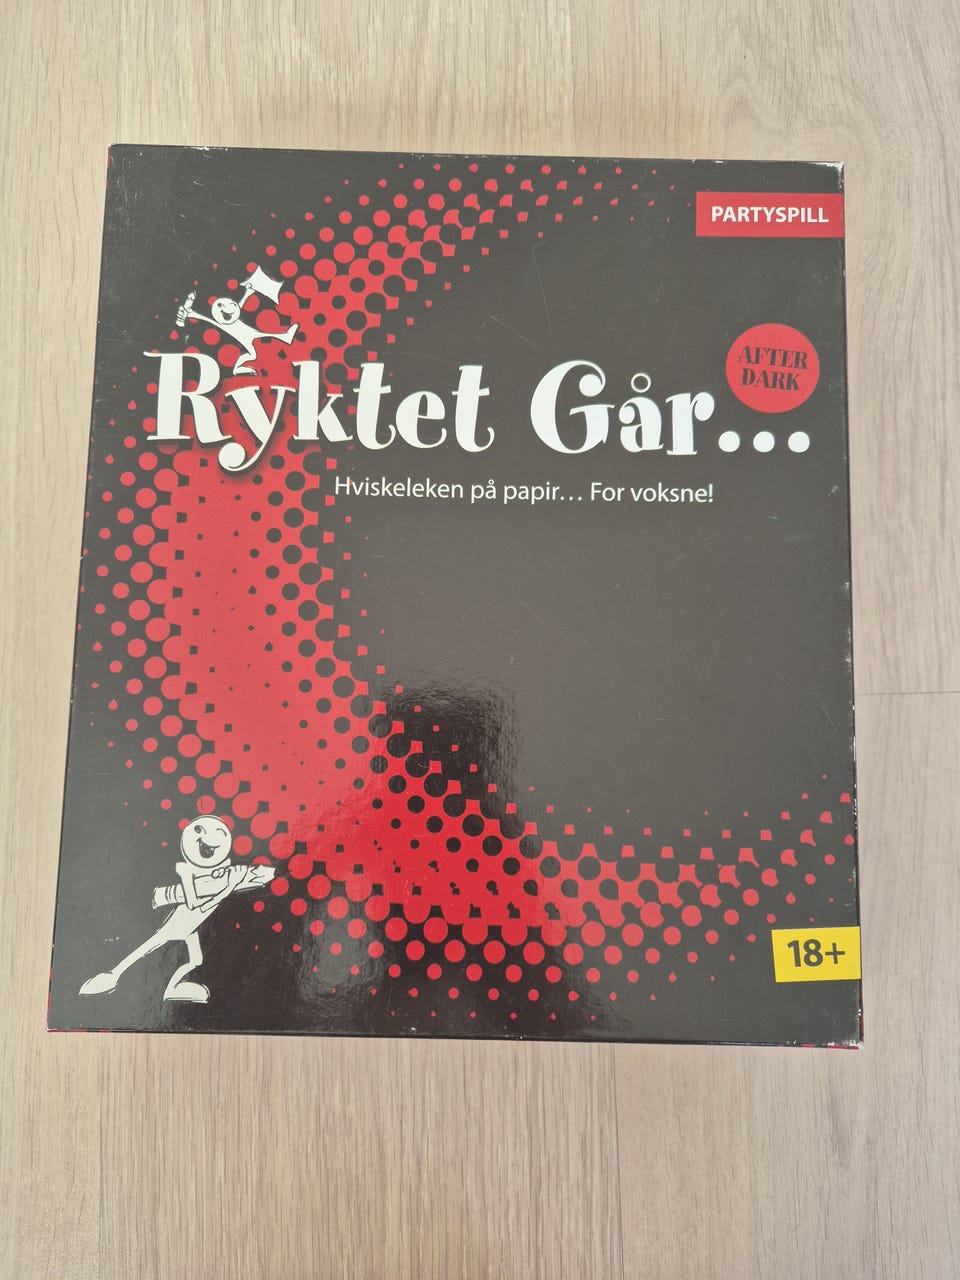 PARTYSPILL
AFTER
DARK
Ryktet Går...
Hviskeleken på papir... For voksne!
18+